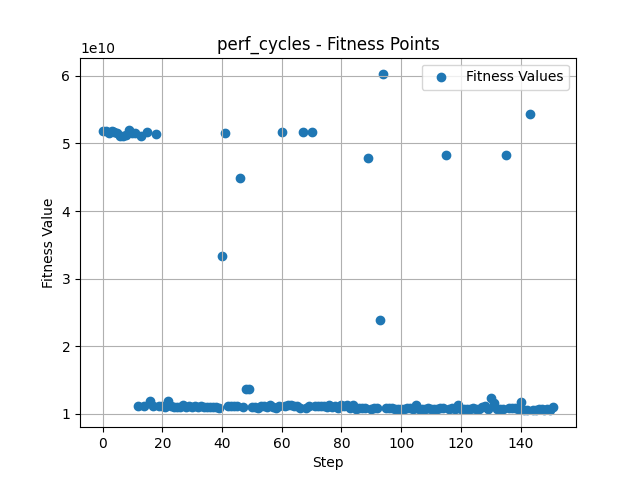 perf_cycles - Fitness Points
1e10
Fitness Values
6
5
4
3
2
1
Fitness Value
0 20 40 60 80 100 120 140
Step